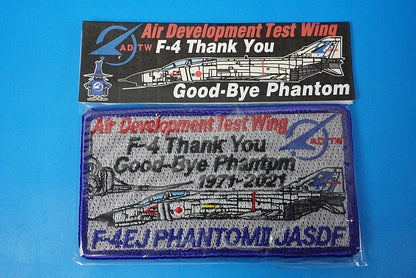 Air Development Test Wing
ADTW
F-4 Thank You
Good-Bye Phantom
Air Development Test Wing
ADTW
F-4 Thank You
Good-Bye Phantom
1971-2021
F-4EJ PHANTOMII JASDF